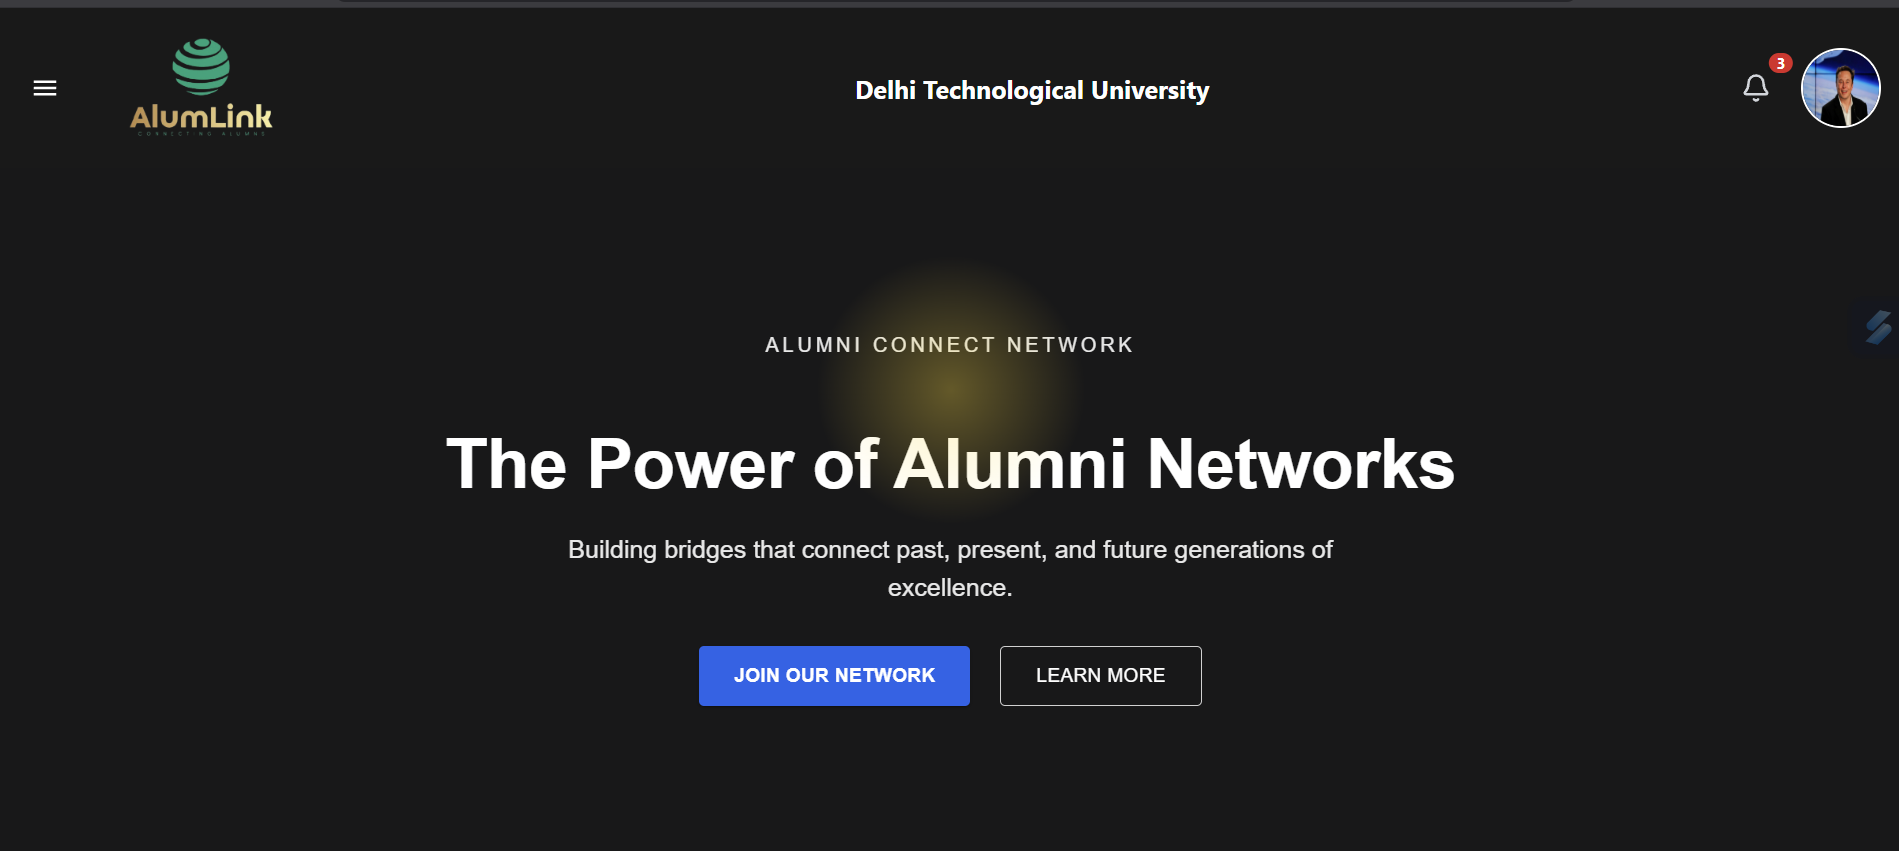 AlumLink
CONNECTING ALUMNI
Delhi Technological University
3
ALUMNI CONNECT NETWORK
The Power of Alumni Networks
Building bridges that connect past, present, and future generations of
excellence.
JOIN OUR NETWORK
LEARN MORE